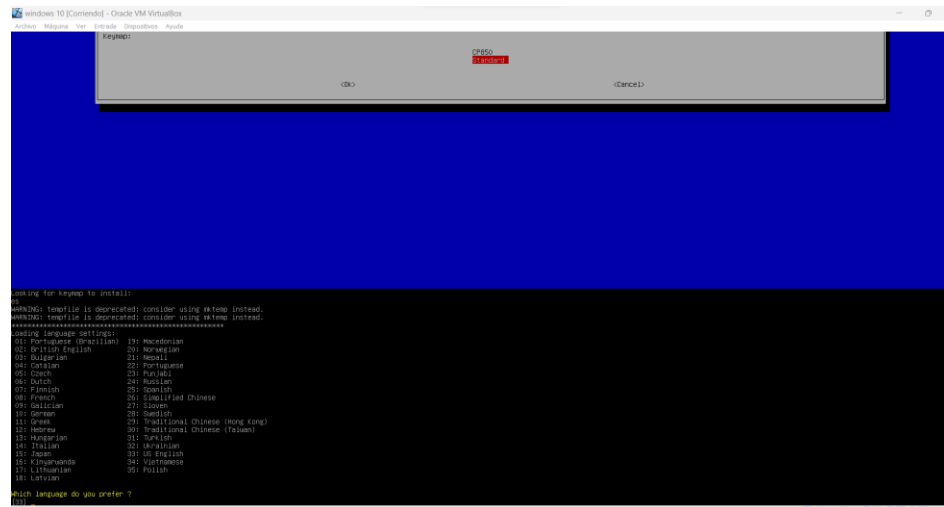 windows 10 [Corriendo] - Oracle VM VirtualBox
Archivo Máquina Ver Entrada Dispositivos Ayuda
Keymap:
CP850
Standard
<Ok> <Cancel>
Looking for keymap to install:
es
WARNING: tempfile is deprecated; consider using mktemp instead.
WARNING: tempfile is deprecated; consider using mktemp instead.
Loading language settings:
01: Portuguese (Brazilian) 19: Macedonian
02: British English 20: Norwegian
03: Bulgarian 21: Nepali
04: Catalan 22: Portuguese
05: Czech 23: Punjabi
06: Dutch 24: Russian
07: Finnish 25: Spanish
08: French 26: Simplified Chinese
09: Galician 27: Sloven
10: German 28: Swedish
11: Greek 29: Traditional Chinese (Hong Kong)
12: Hebrew 30: Traditional Chinese (Taiwan)
13: Hungarian 31: Turkish
14: Italian 32: Ukrainian
15: Japan 33: US English
16: Kinyarwanda 34: Vietnamese
17: Lithuanian 35: Polish
18: Latvian
Which language do you prefer ?
[33] _